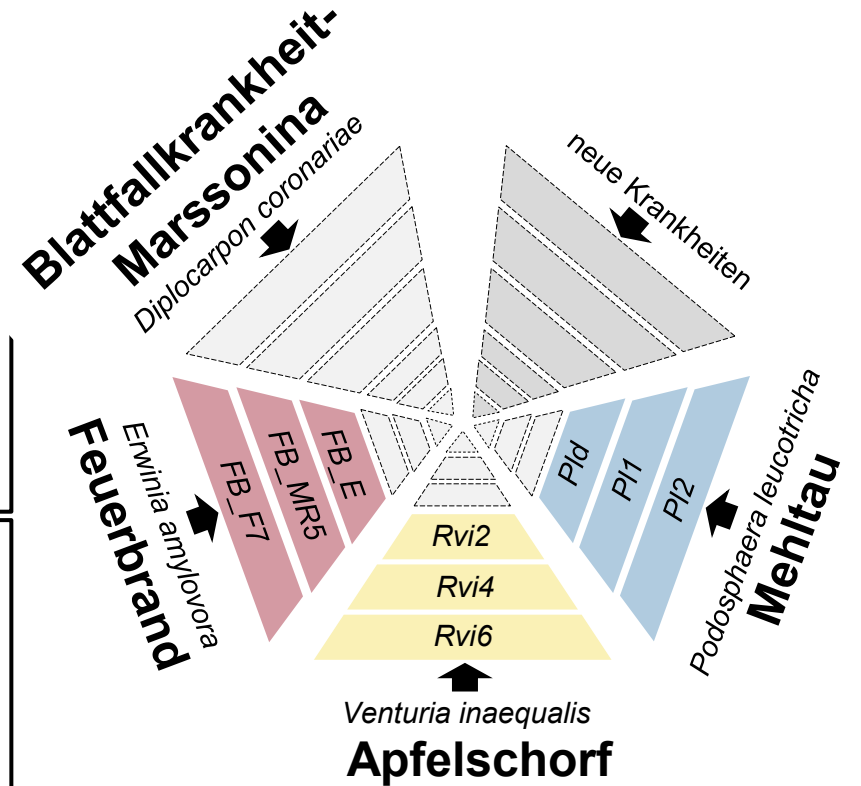 Blattfallkrankheit-
Marssonina
Diplocarpon coronariae
neue Krankheiten
Feuerbrand
Erwinia amylovora
FB_F7
FB_MR5
FB_E
Pld
Pl1
Pl2
Podosphaera leucotricha
Mehltau
Rvi2
Rvi4
Rvi6
Venturia inaequalis
Apfelschorf